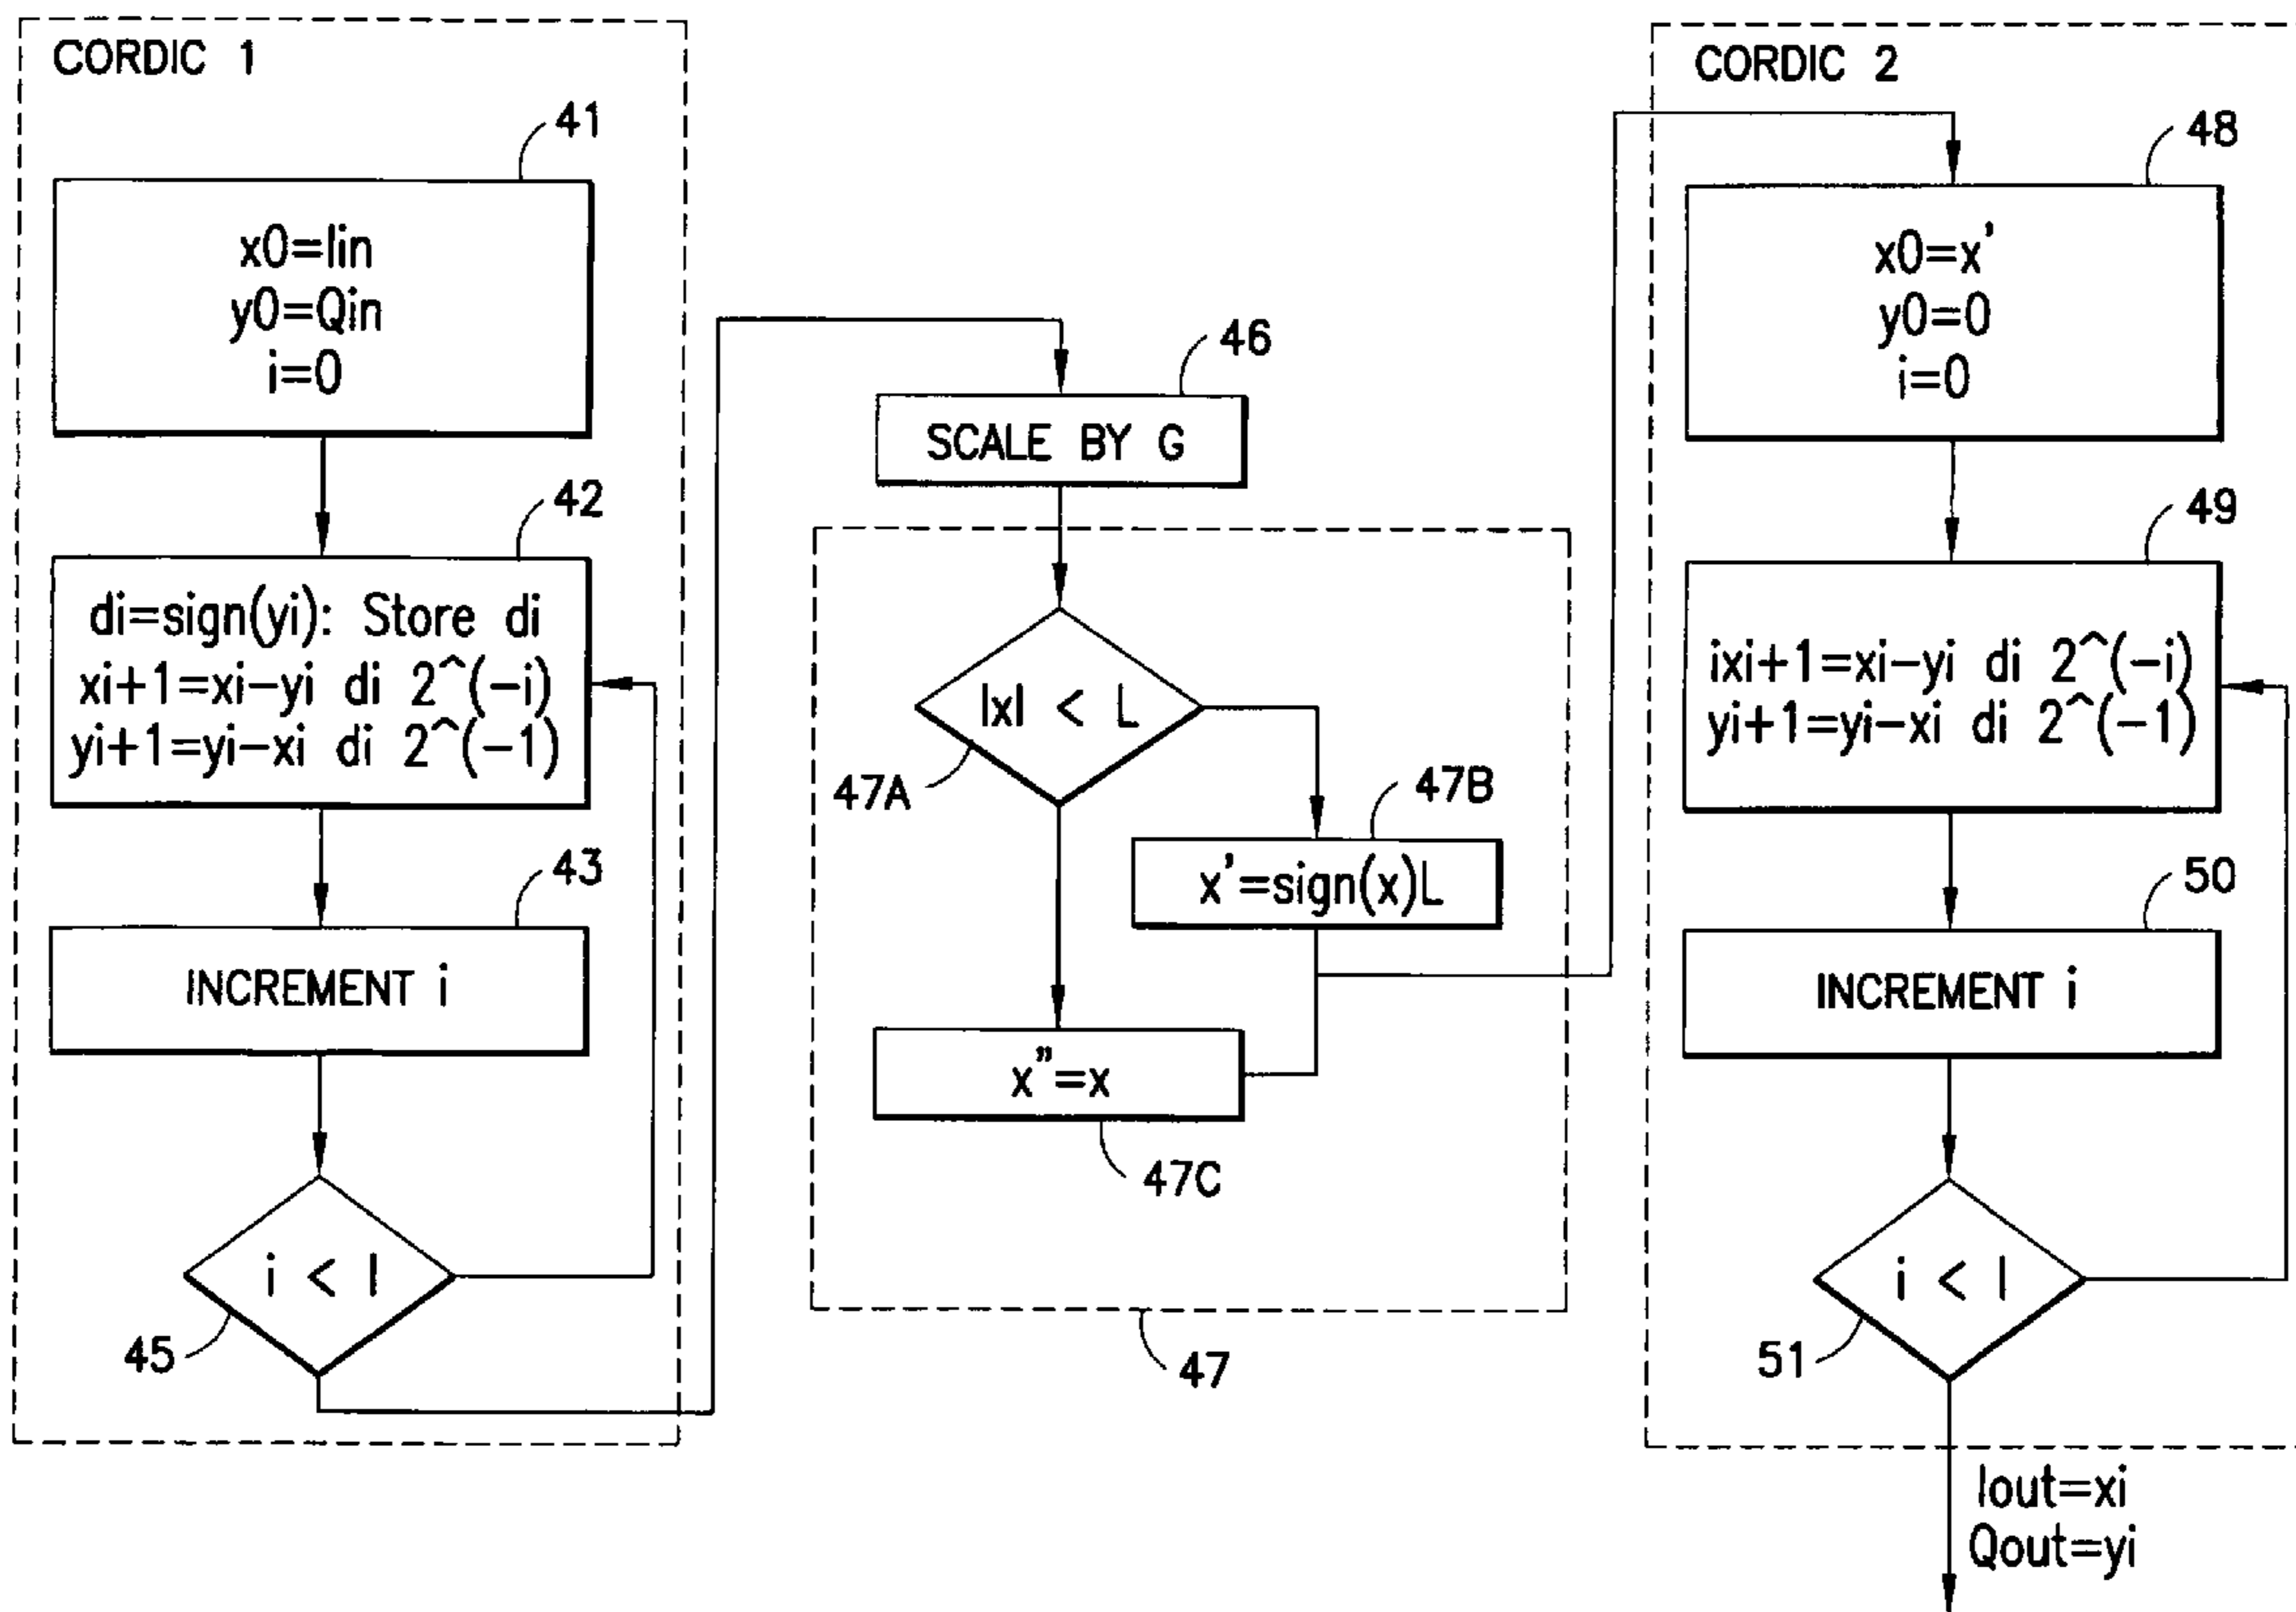 CORDIC 1
41
x0=Iin
y0=Qin
i=0
42
di=sign(yi): Store di
xi+1=xi-yi di 2^(-i)
yi+1=yi-xi di 2^(-1)
43
INCREMENT i
i < I
45
46
SCALE BY G
|x| < L
47A
47B
x'=sign(x)L
x"=x
47C
47
CORDIC 2
48
x0=x'
y0=0
i=0
49
ixi+1=xi-yi di 2^(-i)
yi+1=yi-xi di 2^(-1)
50
INCREMENT i
i < I
51
Iout=xi
Qout=yi